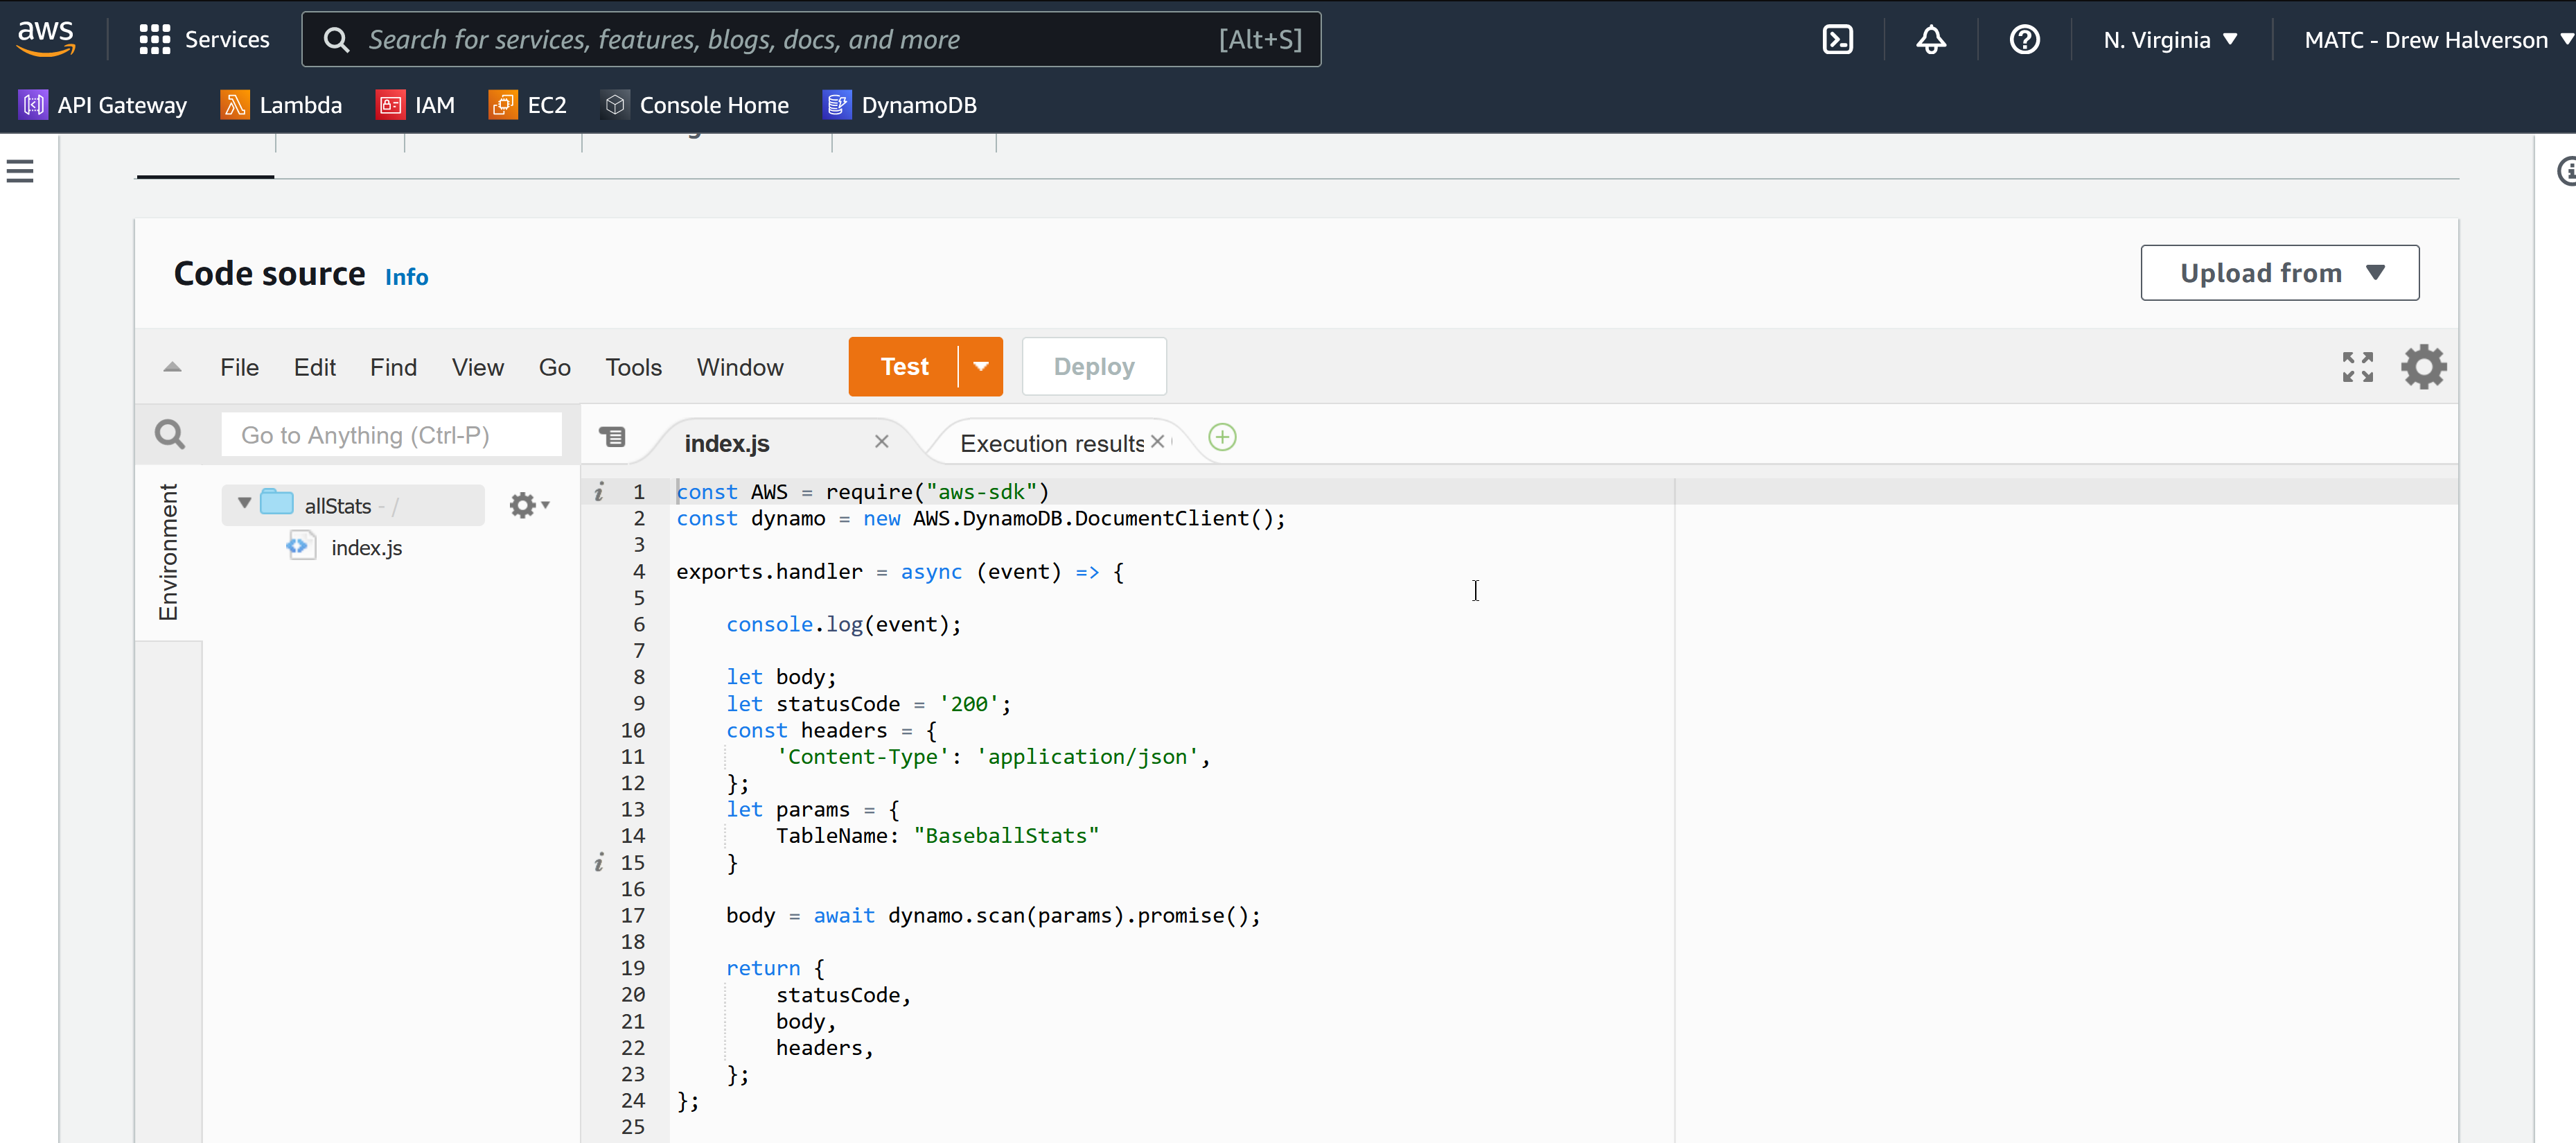 aws Services Search for services, features, blogs, docs, and more [Alt+S] N. Virginia MATC - Drew Halverson
API Gateway Lambda IAM EC2 Console Home DynamoDB
Code source Info Upload from
File Edit Find View Go Tools Window Test Deploy
Go to Anything (Ctrl-P) index.js Execution results
Environment
allStats - /
index.js
1 const AWS = require("aws-sdk")
2 const dynamo = new AWS.DynamoDB.DocumentClient();
3
4 exports.handler = async (event) => {
5
6 console.log(event);
7
8 let body;
9 let statusCode = '200';
10 const headers = {
11 'Content-Type': 'application/json',
12 };
13 let params = {
14 TableName: "BaseballStats"
15 }
16
17 body = await dynamo.scan(params).promise();
18
19 return {
20 statusCode,
21 body,
22 headers,
23 };
24 };
25